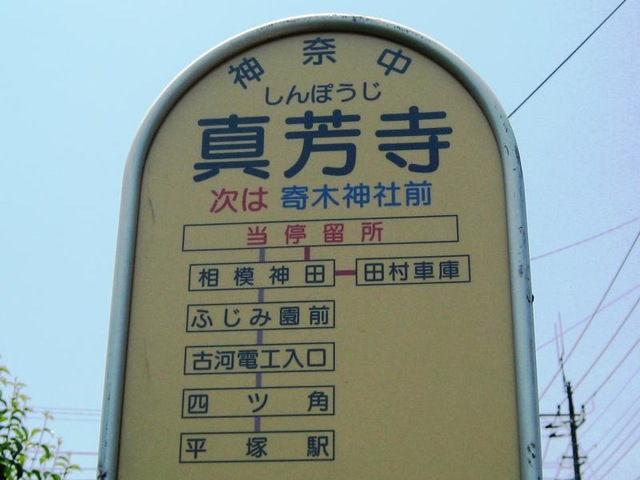 神奈中
しんぽうじ
真芳寺
次は 寄木神社前
当停留所
相模神田 田村車庫
ふじみ園前
古河電工入口
四ツ角
平塚駅